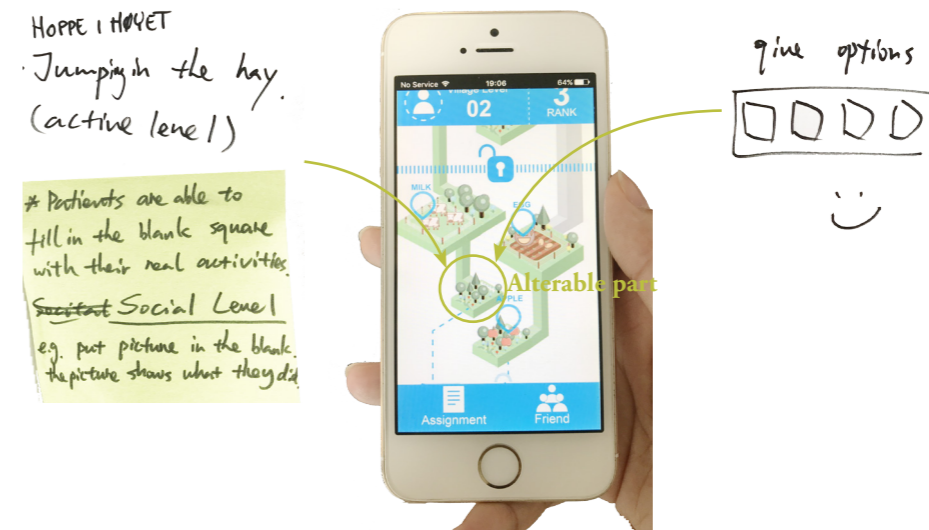 HOPPE I HØYET
Jumping in the hay.
(active level)
* Patients are able to
fill in the blank square
with their real activities.
Social Level
e.g. put picture in the blank.
the picture shows what they did
No Service 19:06 64%
Village Level
02
3
RANK
MILK
EGG
Alterable part
APPLE
Assignment
Friend
give options